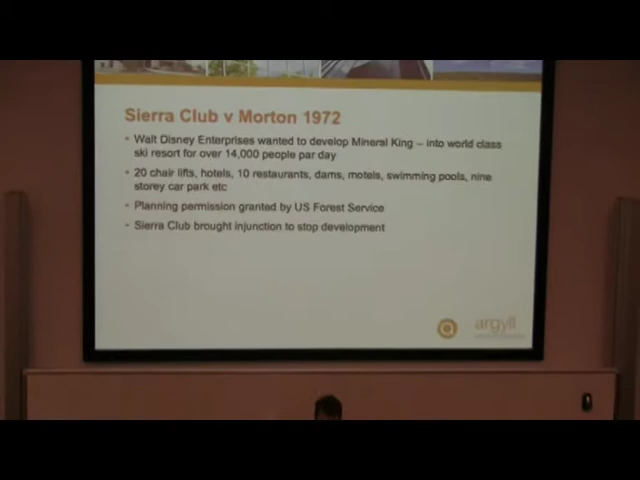 Sierra Club v Morton 1972
- Walt Disney Enterprises wanted to develop Mineral King – into world class
ski resort for over 14,000 people par day
- 20 chair lifts, hotels, 10 restaurants, dams, motels, swimming pools, nine
storey car park etc
- Planning permission granted by US Forest Service
- Sierra Club brought injunction to stop development
argyll